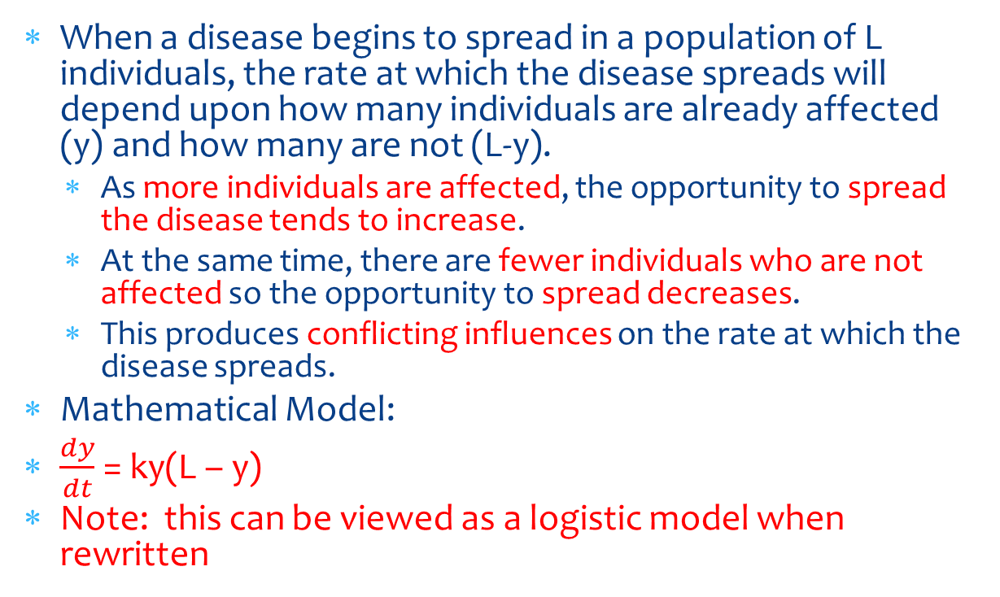 * When a disease begins to spread in a population of L
individuals, the rate at which the disease spreads will
depend upon how many individuals are already affected
(y) and how many are not (L-y).
* As more individuals are affected, the opportunity to spread
the disease tends to increase.
* At the same time, there are fewer individuals who are not
affected so the opportunity to spread decreases.
* This produces conflicting influences on the rate at which the
disease spreads.
* Mathematical Model:
* dy/dt = ky(L – y)
* Note:  this can be viewed as a logistic model when
rewritten